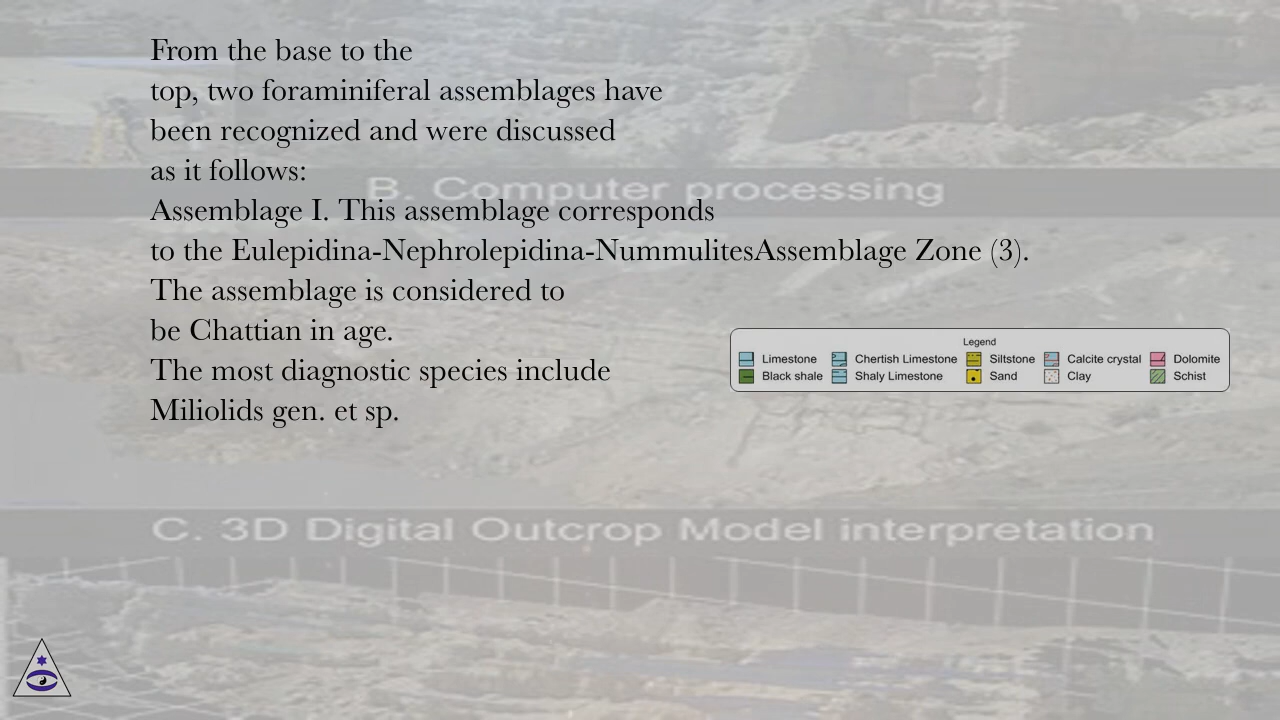 From the base to the
top, two foraminiferal assemblages have
been recognized and were discussed
as it follows:
B. Computer processing
Assemblage I. This assemblage corresponds
to the Eulepidina-Nephrolepidina-NummulitesAssemblage Zone (3).
The assemblage is considered to
be Chattian in age.
The most diagnostic species include
Miliolids gen. et sp.
Legend
Limestone Chertish Limestone Siltstone Calcite crystal Dolomite
Black shale Shaly Limestone Sand Clay Schist
C. 3D Digital Outcrop Model interpretation